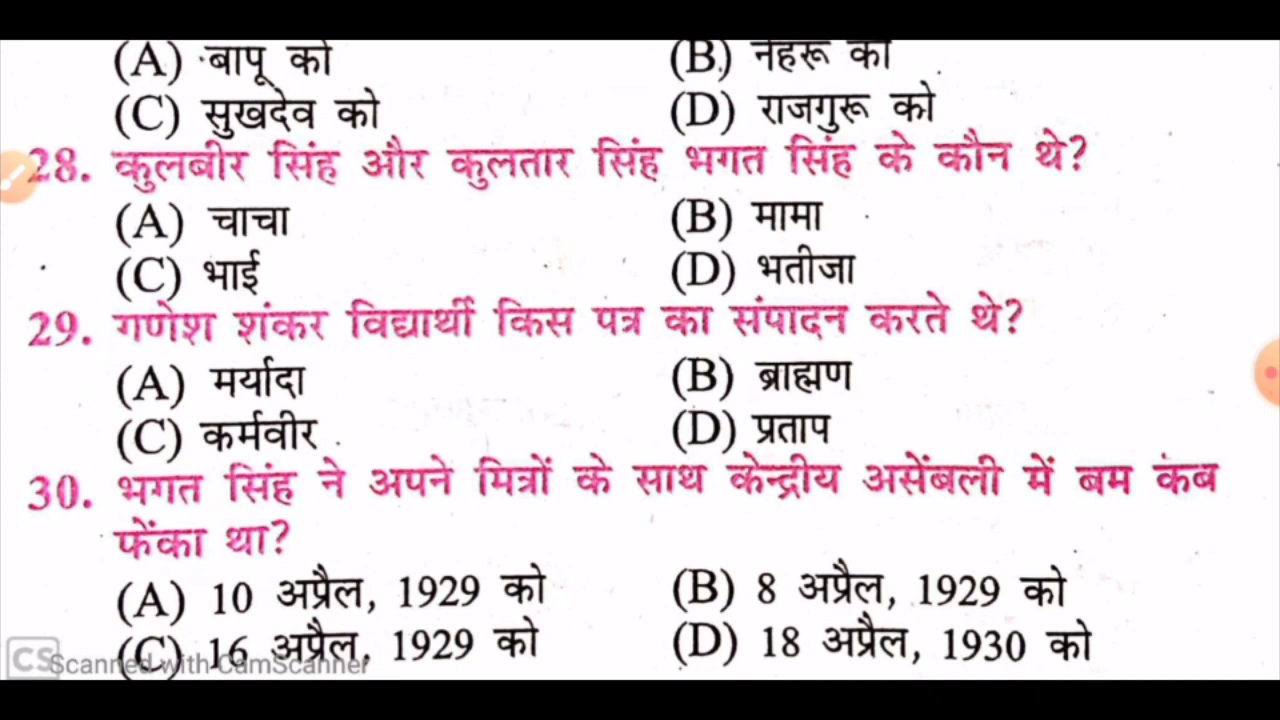 (A) बापू को (B) नेहरू को
(C) सुखदेव को (D) राजगुरू को
28. कुलबीर सिंह और कुलतार सिंह भगत सिंह के कौन थे?
(A) चाचा (B) मामा
(C) भाई (D) भतीजा
29. गणेश शंकर विद्यार्थी किस पत्र का संपादन करते थे?
(A) मर्यादा (B) ब्राह्मण
(C) कर्मवीर (D) प्रताप
30. भगत सिंह ने अपने मित्रों के साथ केन्द्रीय असेंबली में बम कब
फेंका था?
(A) 10 अप्रैल, 1929 को (B) 8 अप्रैल, 1929 को
(C) 16 अप्रैल, 1929 को (D) 18 अप्रैल, 1930 को
CS Scanned with CamScanner